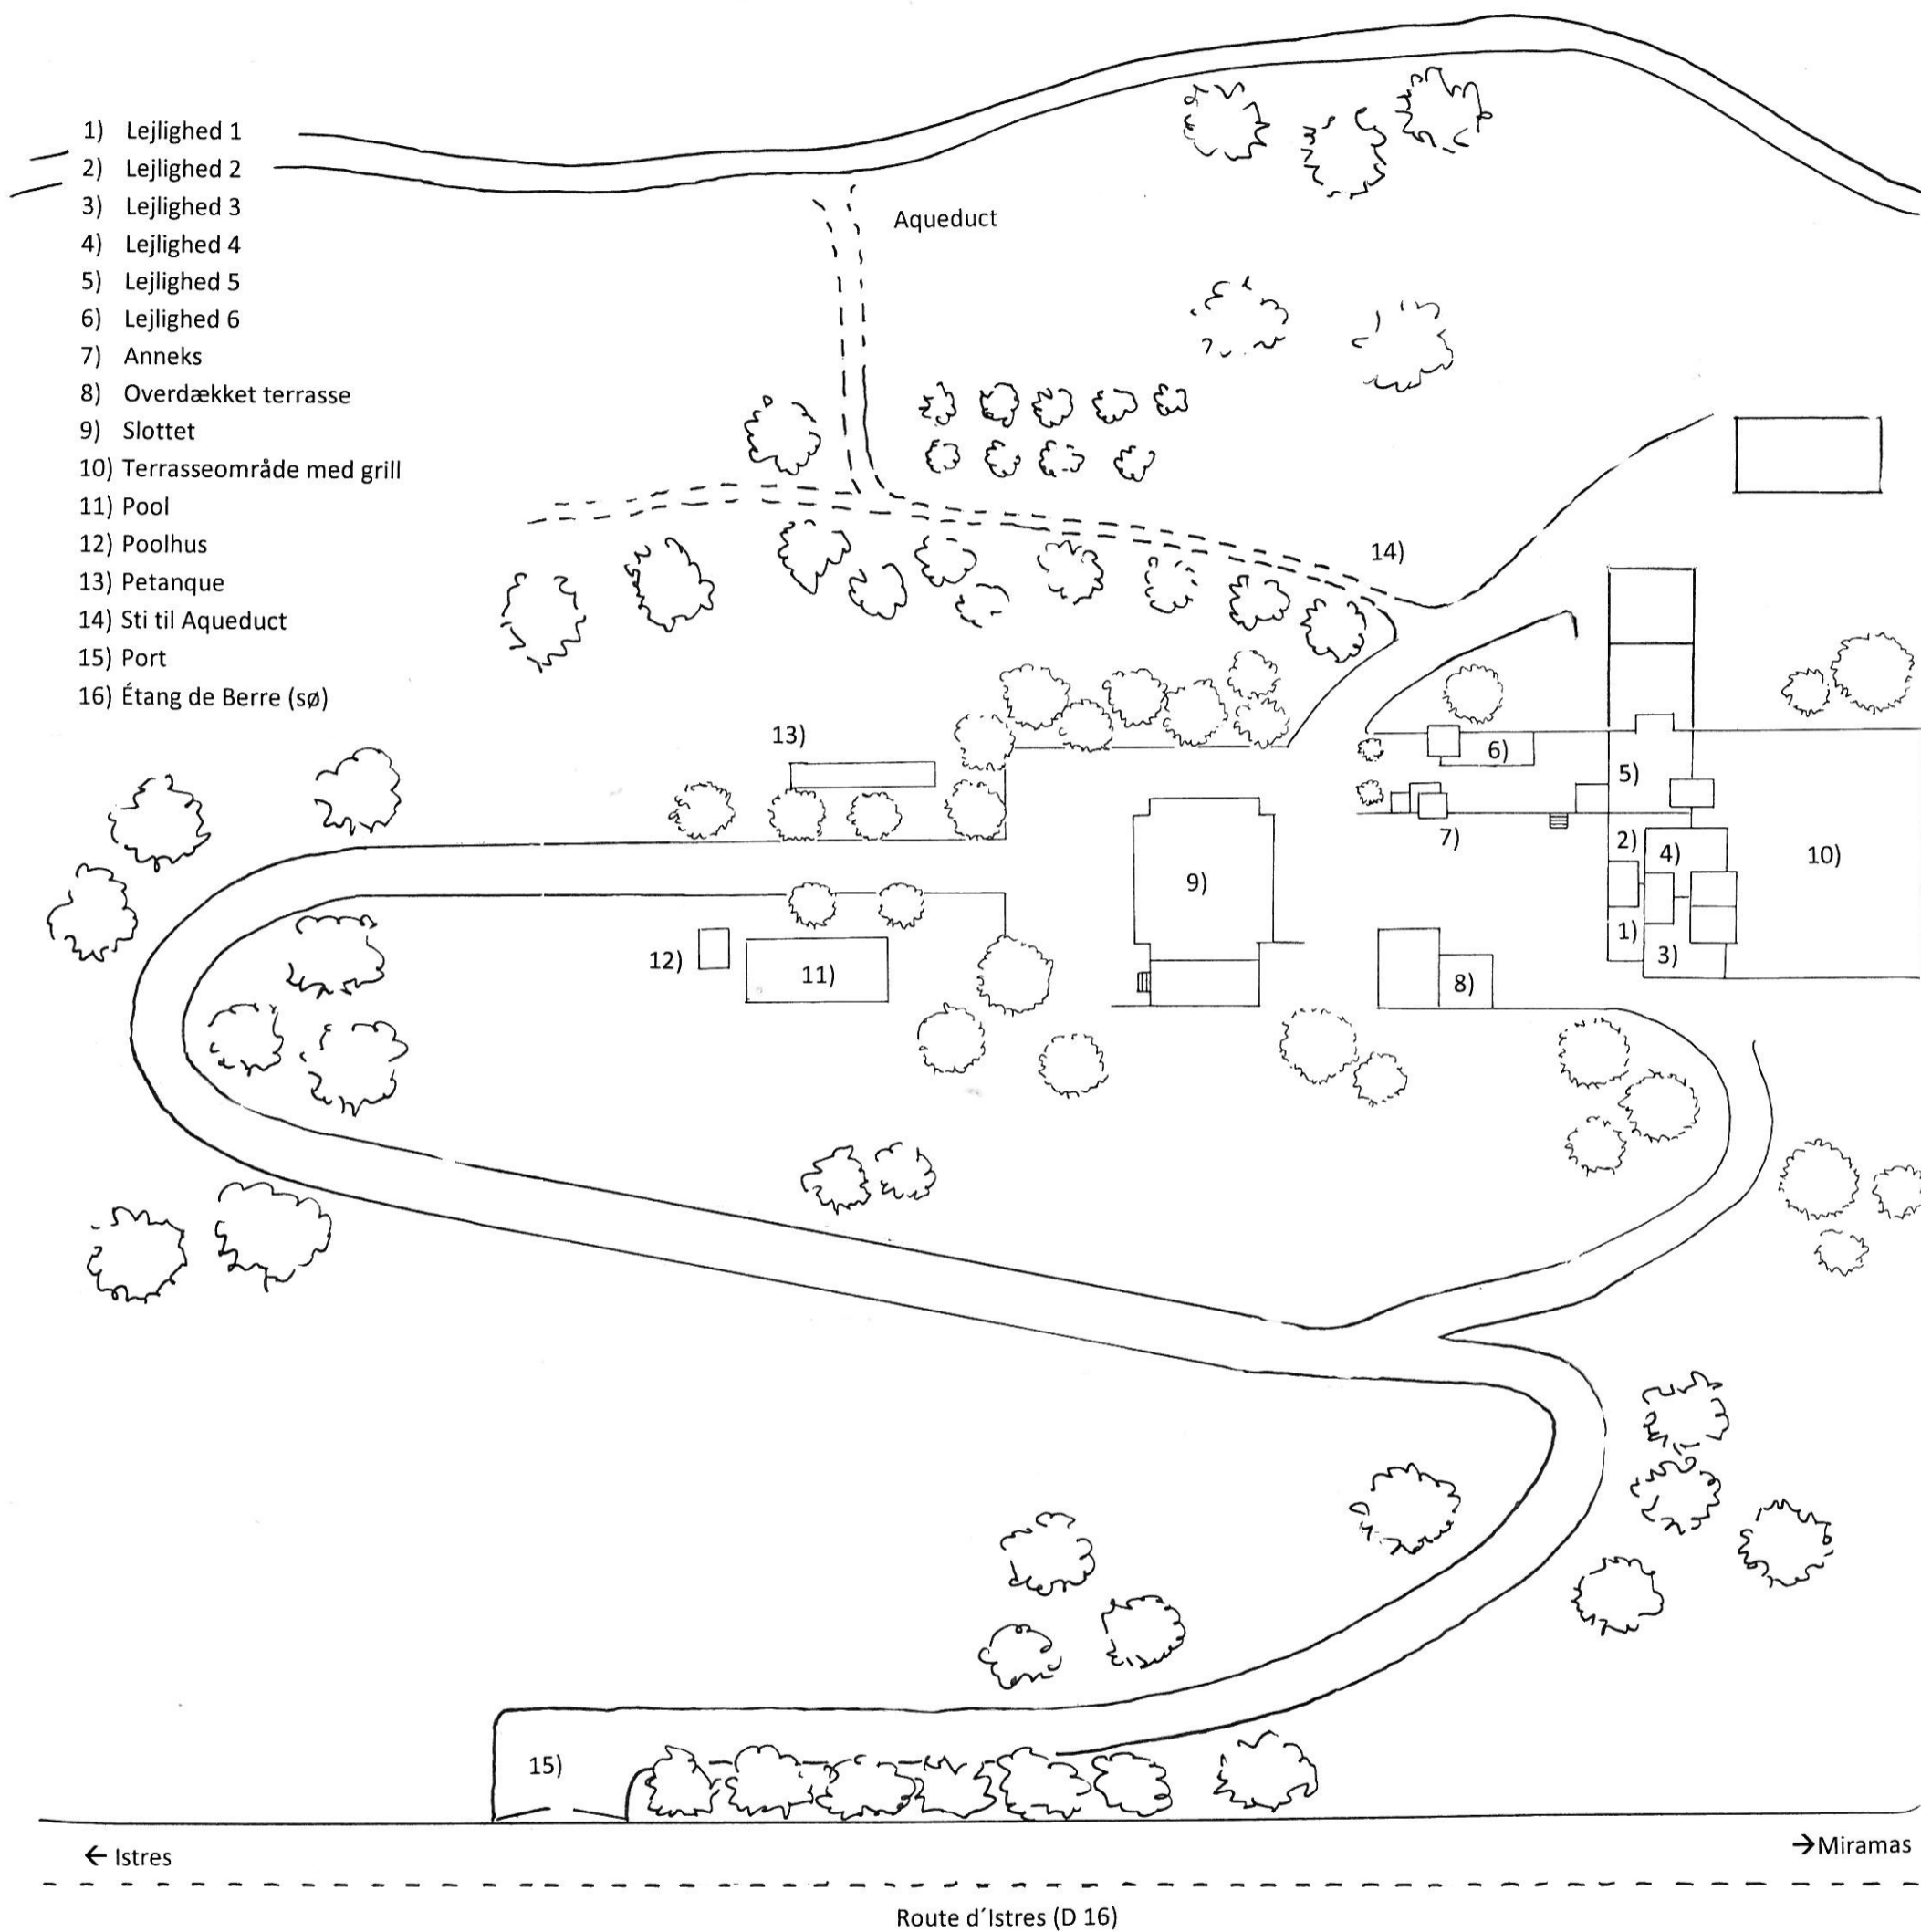 1) Lejlighed 1
2) Lejlighed 2
3) Lejlighed 3
4) Lejlighed 4
5) Lejlighed 5
6) Lejlighed 6
7) Anneks
8) Overdækket terrasse
9) Slottet
10) Terrasseområde med grill
11) Pool
12) Poolhus
13) Petanque
14) Sti til Aqueduct
15) Port
16) Étang de Berre (sø)
Aqueduct
14)
13)
6)
5)
7)
2)
4)
10)
9)
1)
3)
12)
11)
8)
15)
← Istres
→Miramas
Route d´Istres (D 16)